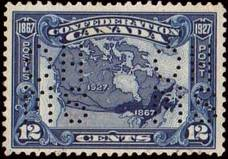 CONFEDERATION
1867 CANADA 1927
POSTES POST
1927
1867
12 CENTS 12